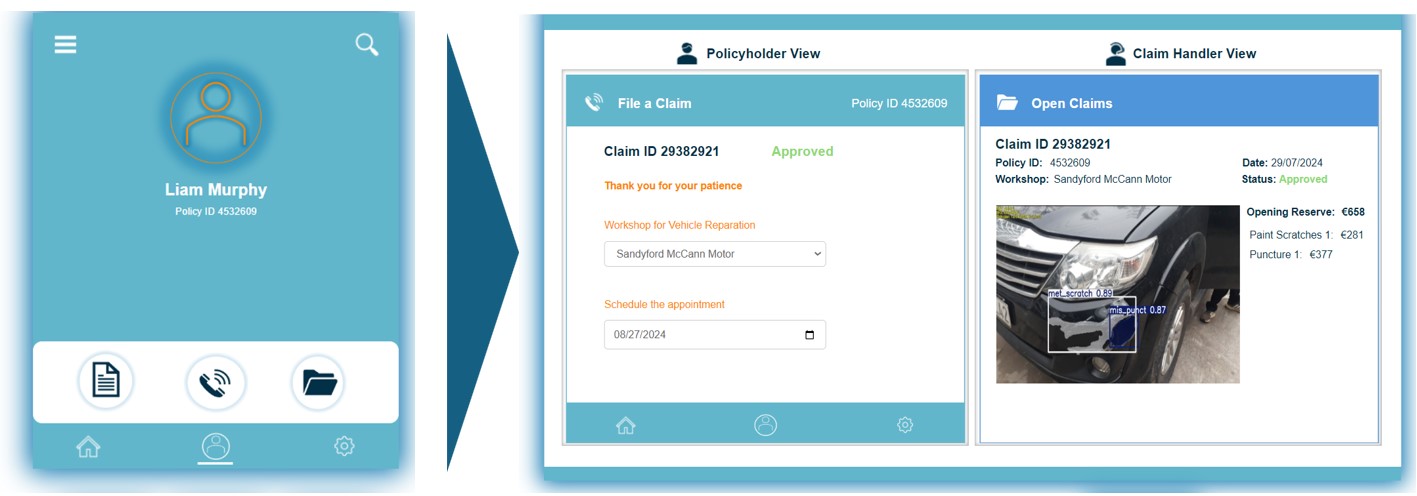 Liam Murphy
Policy ID 4532609
Policyholder View
File a Claim
Policy ID 4532609
Claim ID 29382921
Approved
Thank you for your patience
Workshop for Vehicle Reparation
Sandyford McCann Motor
Schedule the appointment
08/27/2024
Claim Handler View
Open Claims
Claim ID 29382921
Policy ID: 4532609
Date: 29/07/2024
Workshop: Sandyford McCann Motor
Status: Approved
Opening Reserve: €658
Paint Scratches 1: €281
Puncture 1: €377
met_scratch 0.89
mis_punct 0.87